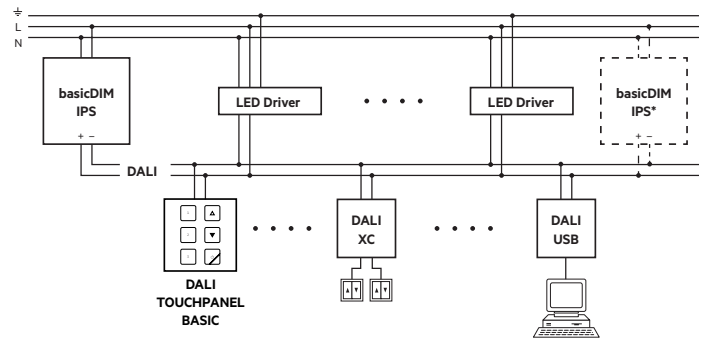 L
N
basicDIM
IPS
+ –
LED Driver
LED Driver
basicDIM
IPS*
+ –
DALI
DALI
XC
DALI
USB
DALI
TOUCHPANEL
BASIC